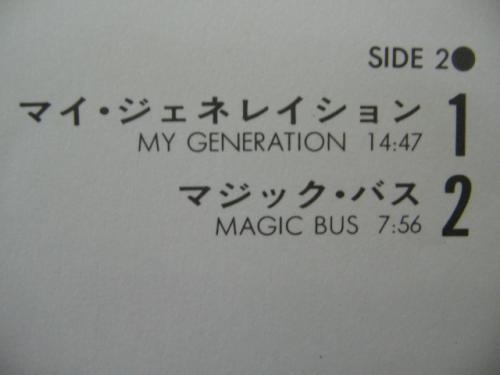 SIDE 2●
マイ・ジェネレイション 1
MY GENERATION 14:47
マジック・バス 2
MAGIC BUS 7:56